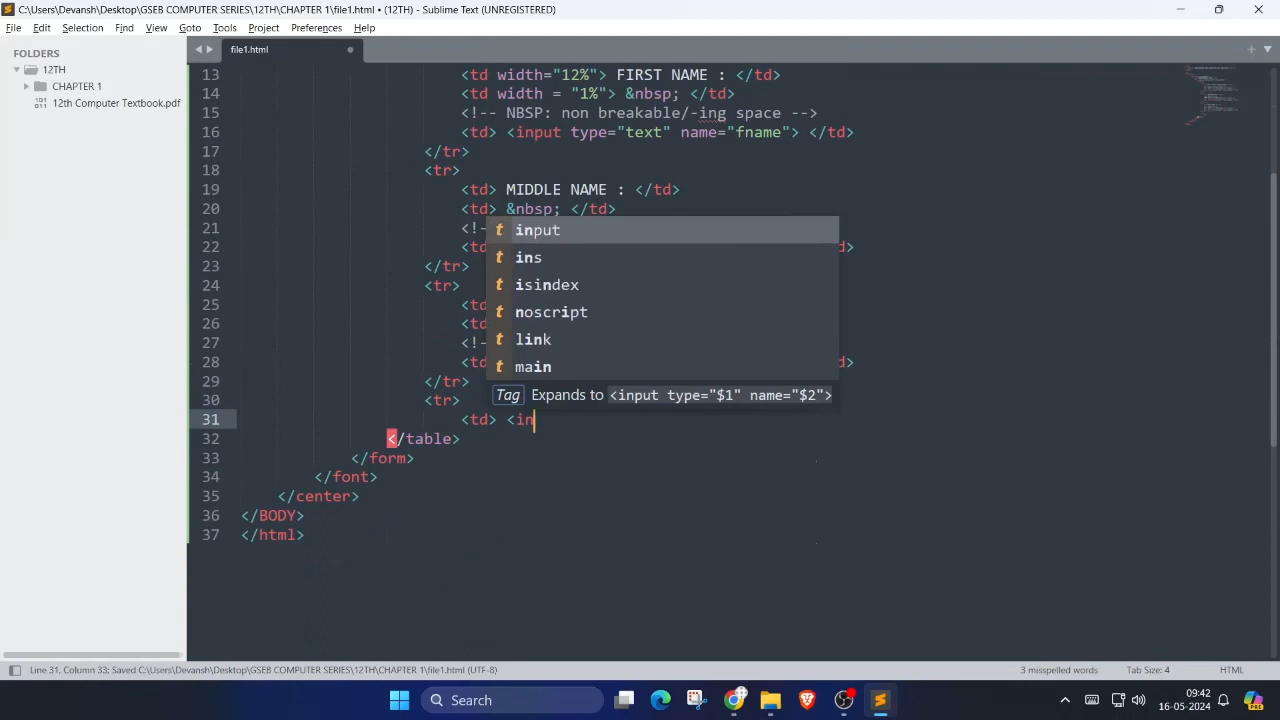 C:\Users\Devansh\Desktop\GSEB COMPUTER SERIES\12TH\CHAPTER 1\file1.html • (12TH) - Sublime Text (UNREGISTERED)
File Edit Selection Find View Goto Tools Project Preferences Help
FOLDERS
12TH
CHAPTER 1
12th Computer Textbook.pdf
file1.html
13 <td width="12%"> FIRST NAME : </td>
14 <td width = "1%"> &nbsp; </td>
15 <!-- NBSP: non breakable/-ing space -->
16 <td> <input type="text" name="fname"> </td>
17 </tr>
18 <tr>
19 <td> MIDDLE NAME : </td>
20 <td> &nbsp; </td>
21 <!-
22 <td d>
23 </tr>
24 <tr>
25 <td
26 <td
27 <!-
28 <td d>
29 </tr>
30 <tr>
31 <td> <in
32 </table>
33 </form>
34 </font>
35 </center>
36 </BODY>
37 </html>
input
ins
isindex
noscript
link
main
Tag Expands to <input type="$1" name="$2">
Line 31, Column 33; Saved C:\Users\Devansh\Desktop\GSEB COMPUTER SERIES\12TH\CHAPTER 1\file1.html (UTF-8) 3 misspelled words Tab Size: 4 HTML
Search
09:42
16-05-2024